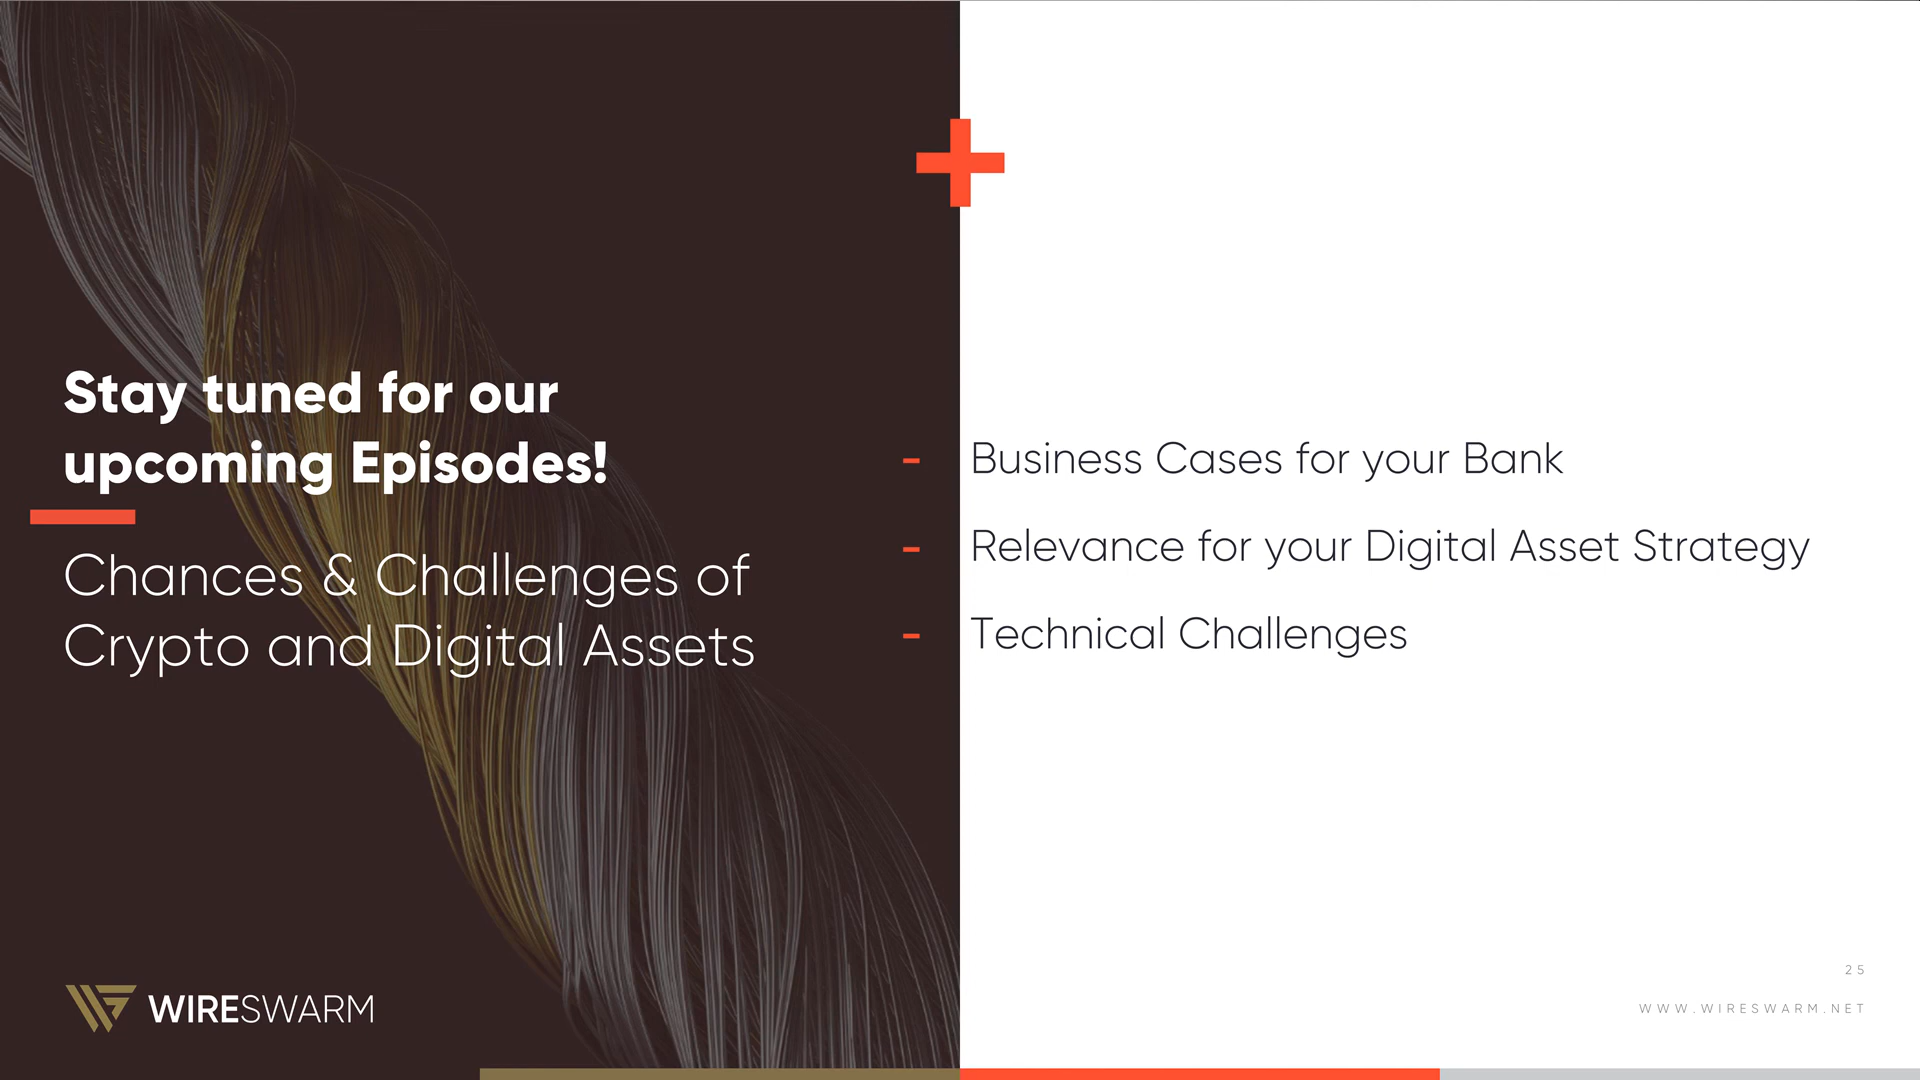 Stay tuned for our
upcoming Episodes!
Chances & Challenges of
Crypto and Digital Assets
- Business Cases for your Bank
- Relevance for your Digital Asset Strategy
- Technical Challenges
WIRESWARM
25
WWW.WIRESWARM.NET